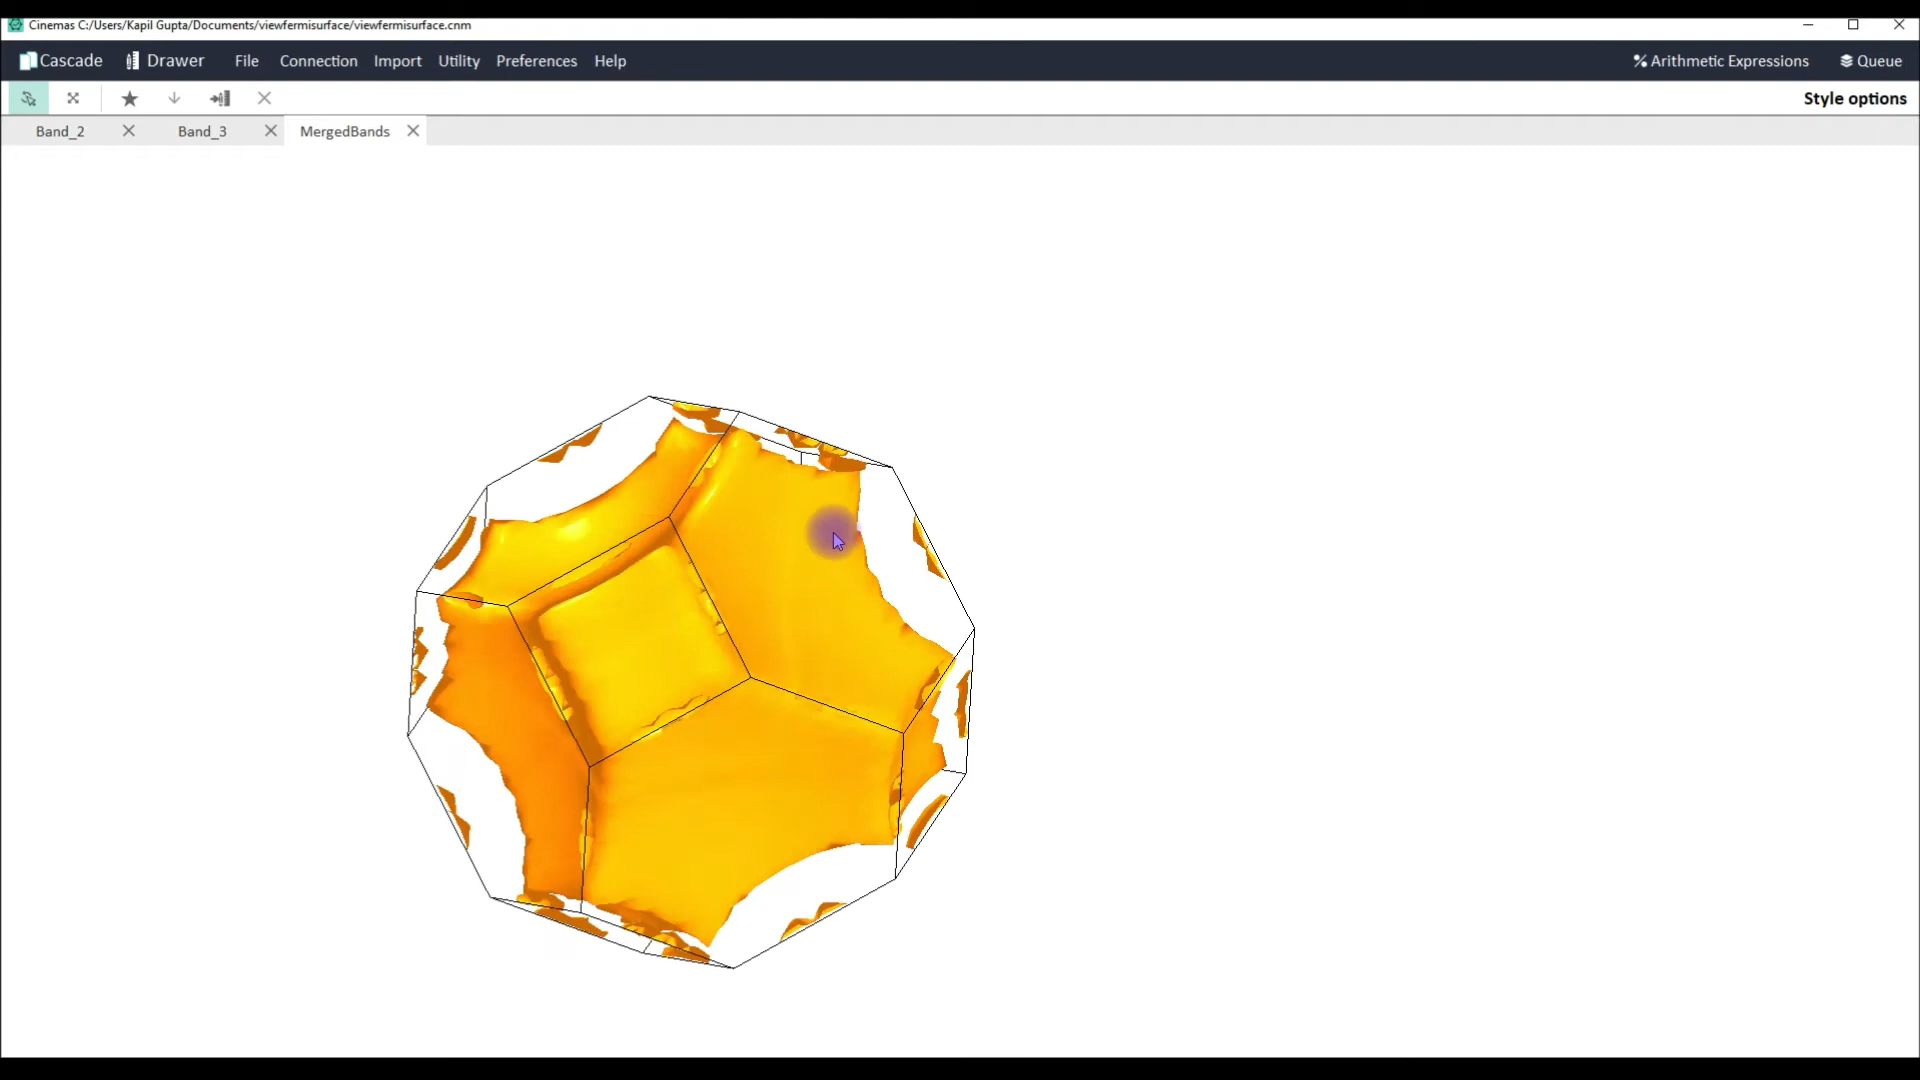 Cinemas C:/Users/Kapil Gupta/Documents/viewfermisurface/viewfermisurface.cnm
Cascade Drawer File Connection Import Utility Preferences Help Arithmetic Expressions Queue
Style options
Band_2 Band_3 MergedBands